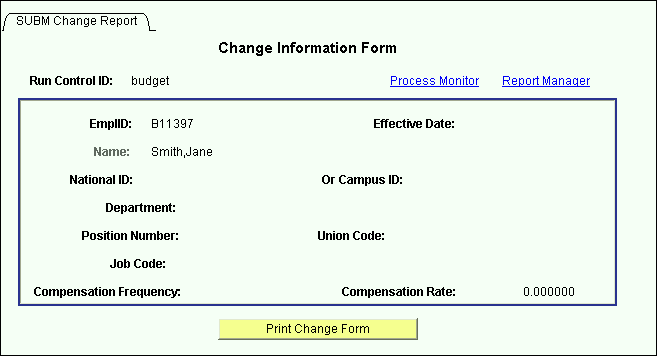 SUBM Change Report
Change Information Form
Run Control ID: budget Process Monitor Report Manager
EmplID: B11397 Effective Date:
Name: Smith,Jane
National ID: Or Campus ID:
Department:
Position Number: Union Code:
Job Code:
Compensation Frequency: Compensation Rate: 0.000000
Print Change Form